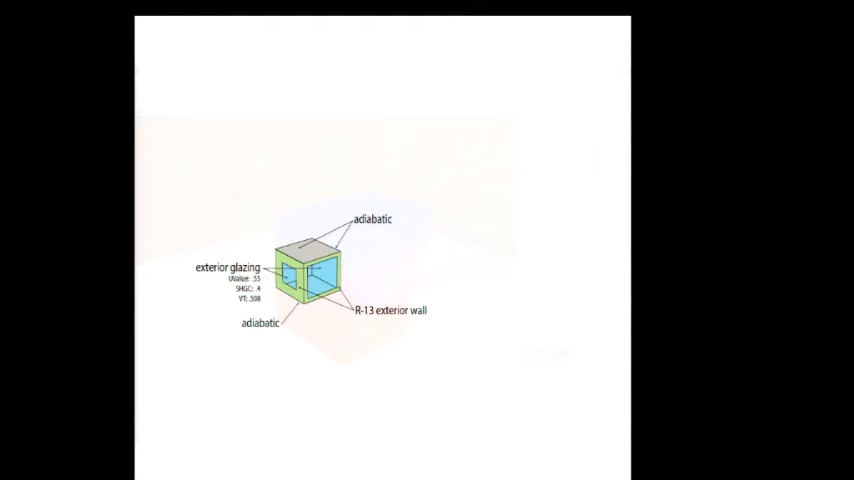 adiabatic
exterior glazing
UValue: .55
SHGC: .4
VT: .508
R-13 exterior wall
adiabatic